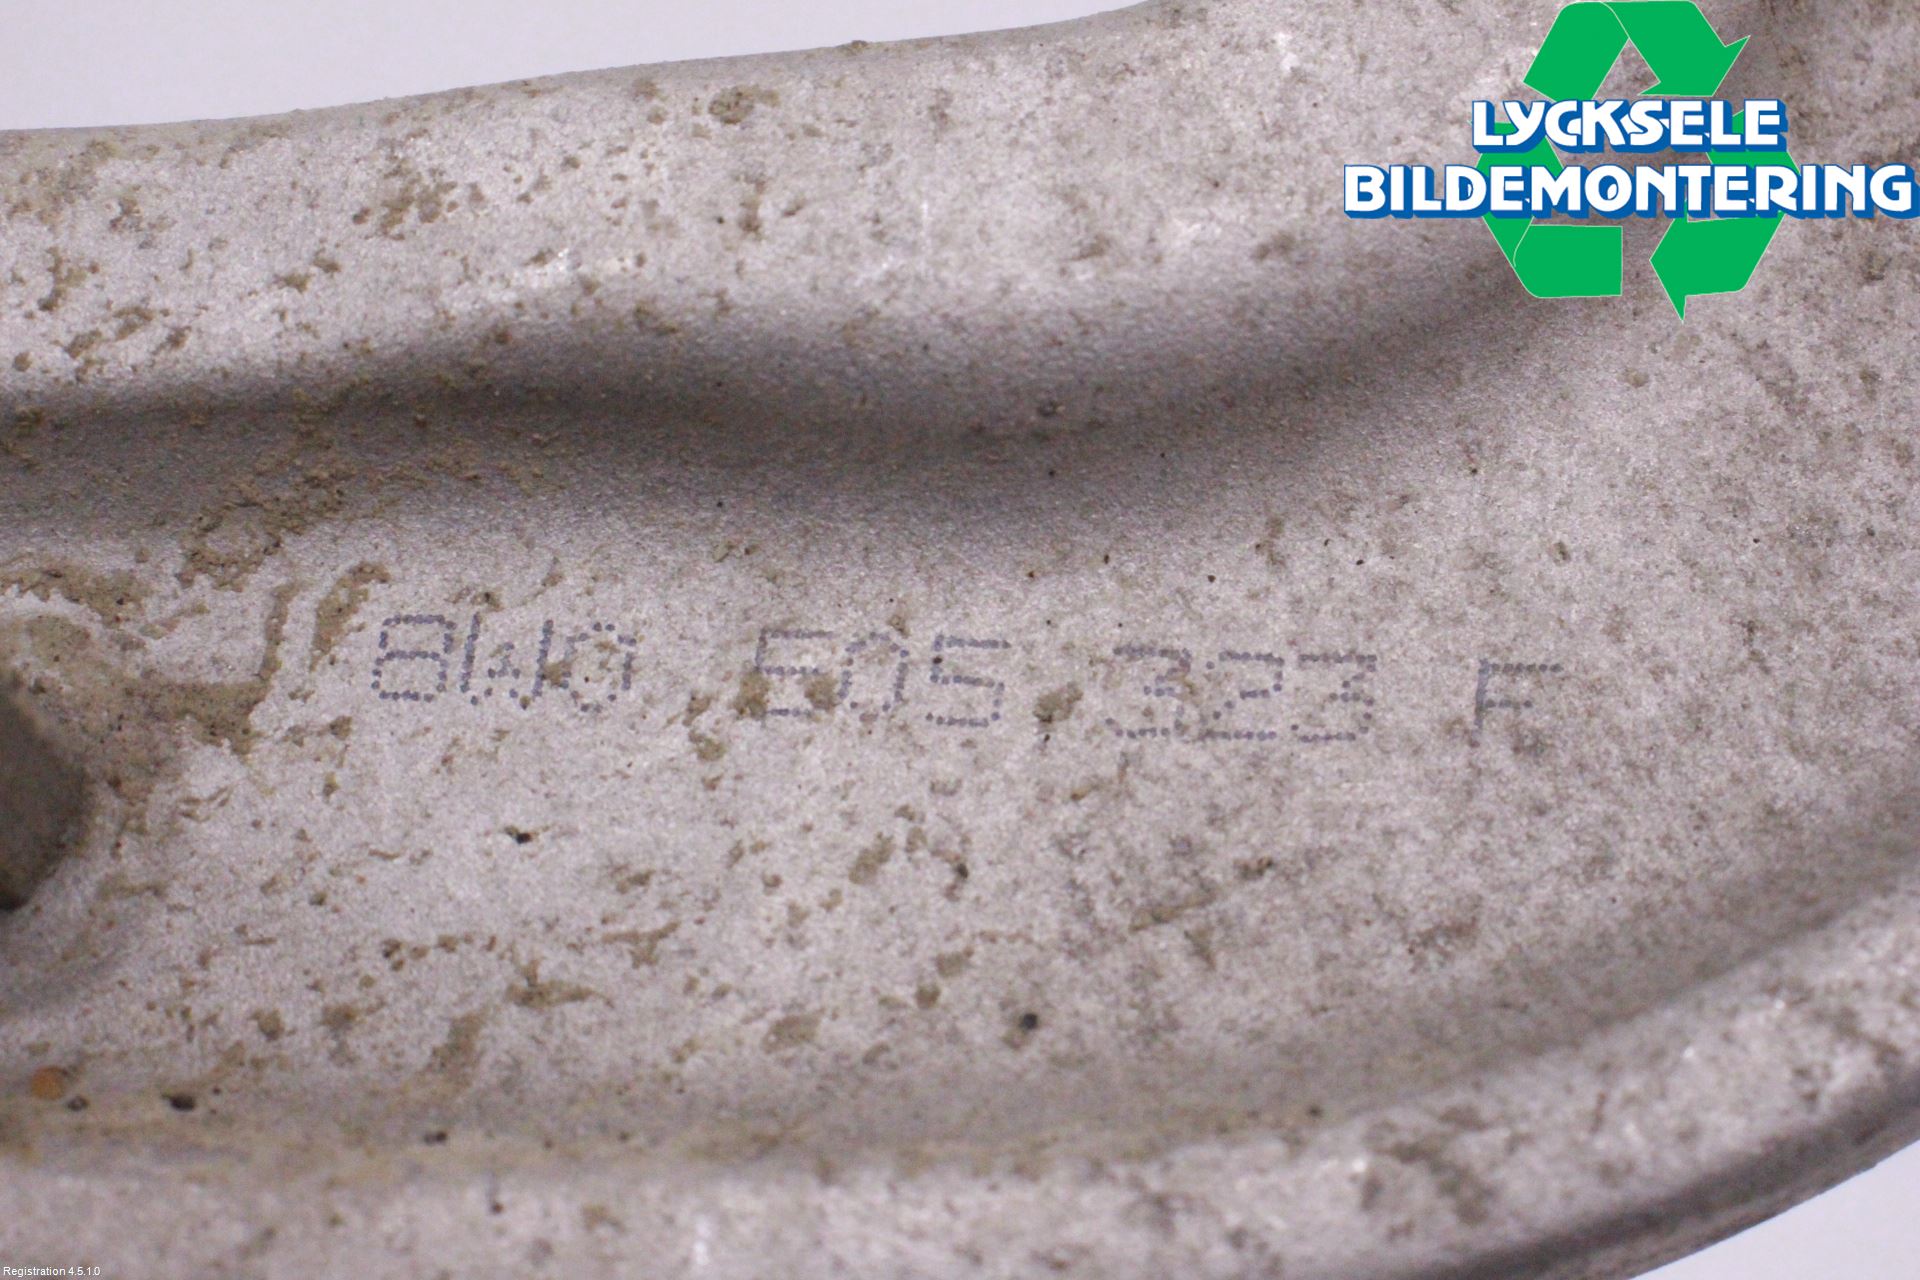 LYCKSELE
BILDEMONTERING
8W0 505 323 F
Registration 4.5.1.0